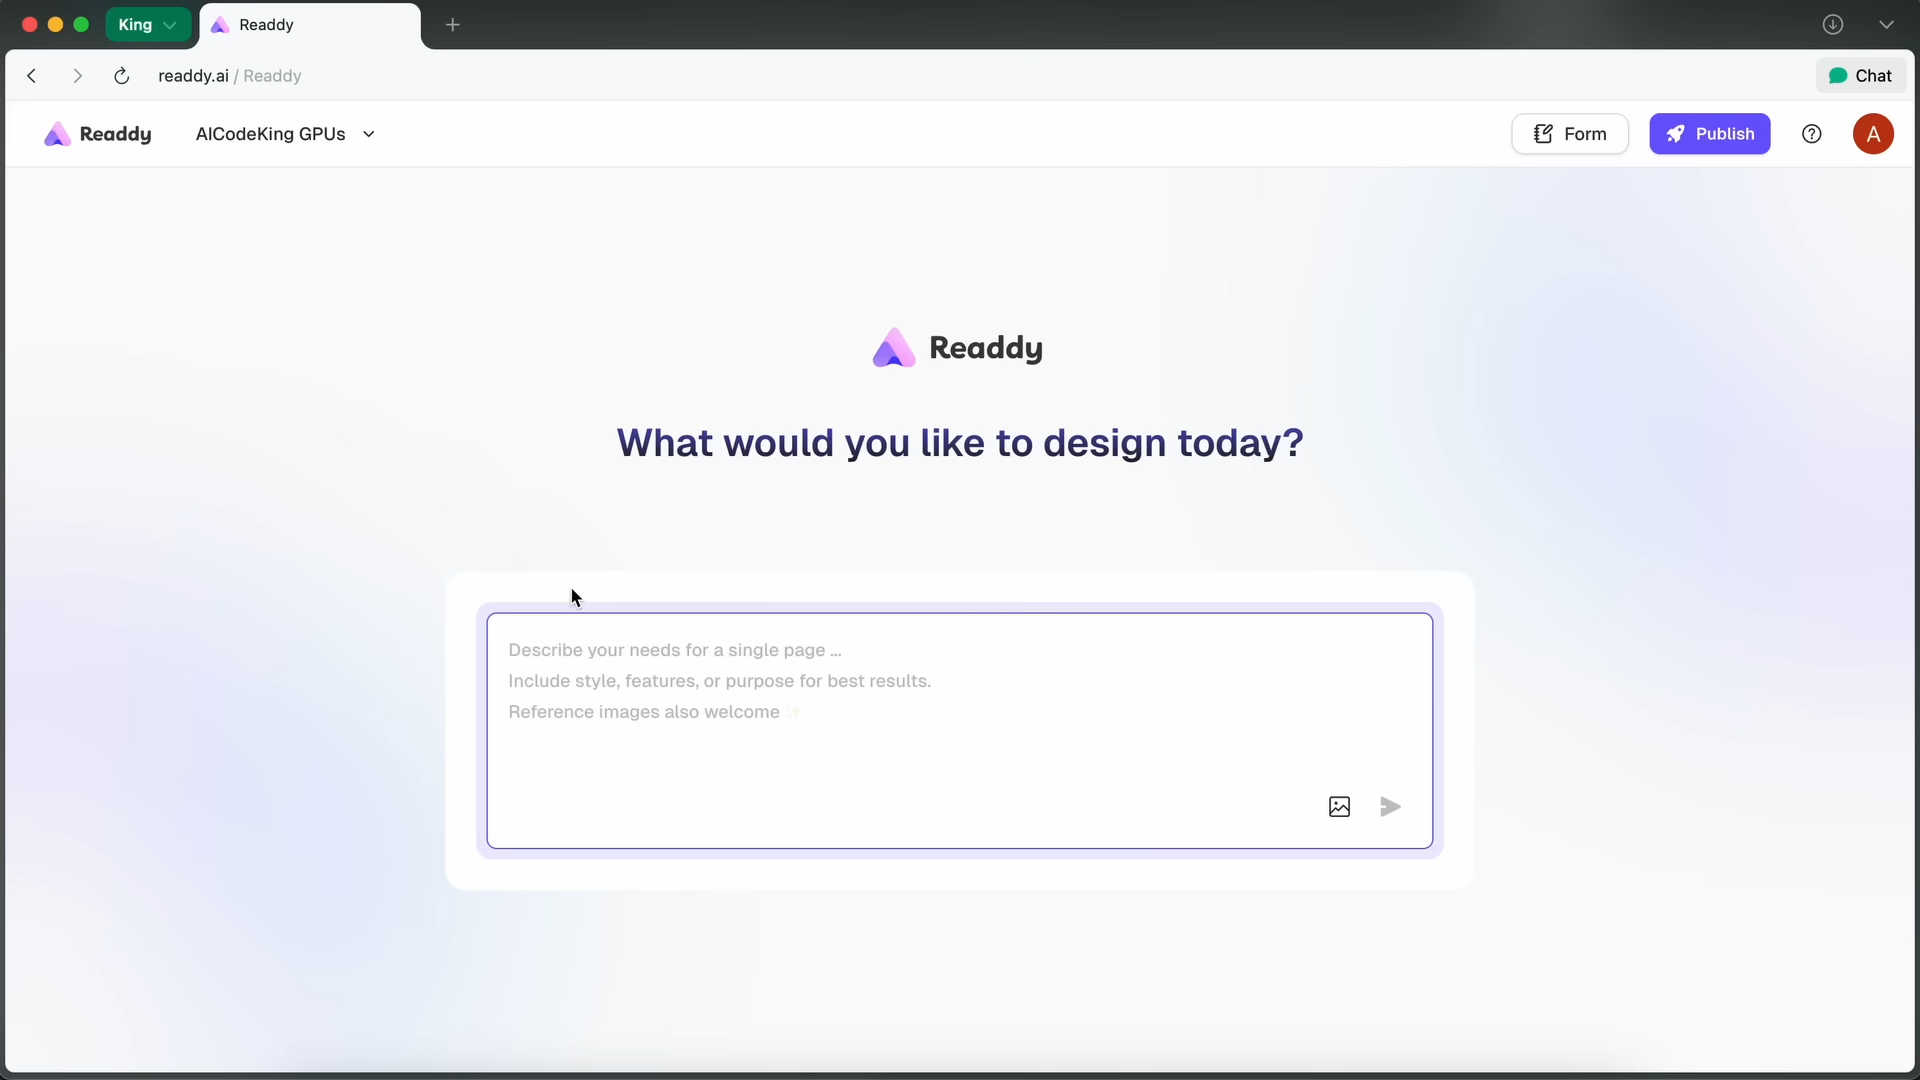 King
Readdy
readdy.ai / Readdy
Chat
Readdy
AICodeKing GPUs
Form
Publish
A
Readdy
What would you like to design today?
Describe your needs for a single page ...
Include style, features, or purpose for best results.
Reference images also welcome ✨